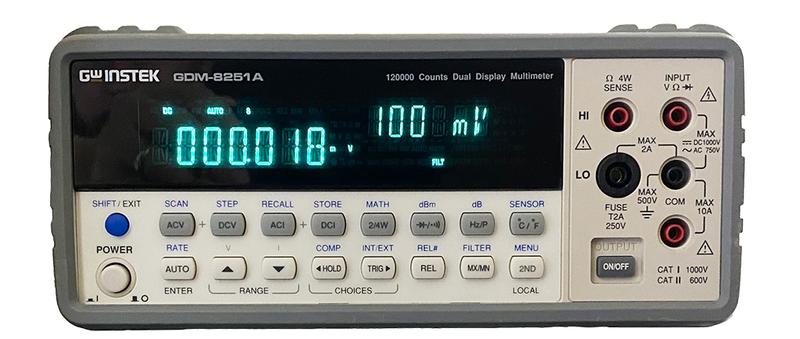 GWINSTEK GDM-8251A
120000 Counts Dual Display Multimeter
DC AUTO S
000.018 m V
100 mV
FILT
SHIFT / EXIT
SCAN STEP RECALL STORE MATH dBm dB SENSOR
ACV + DCV ACI + DCI 2/4W Hz/P °C / °F
POWER
RATE V I COMP INT/EXT REL# FILTER MENU
AUTO HOLD TRIG REL MX/MN 2ND
ENTER RANGE CHOICES LOCAL
I O
Ω 4W
SENSE
INPUT
V Ω
HI
MAX
DC1000V
AC 750V
MAX
2A
LO
MAX
500V
COM
MAX
10A
FUSE
T2A
250V
OUTPUT
ON/OFF
CAT I 1000V
CAT II 600V